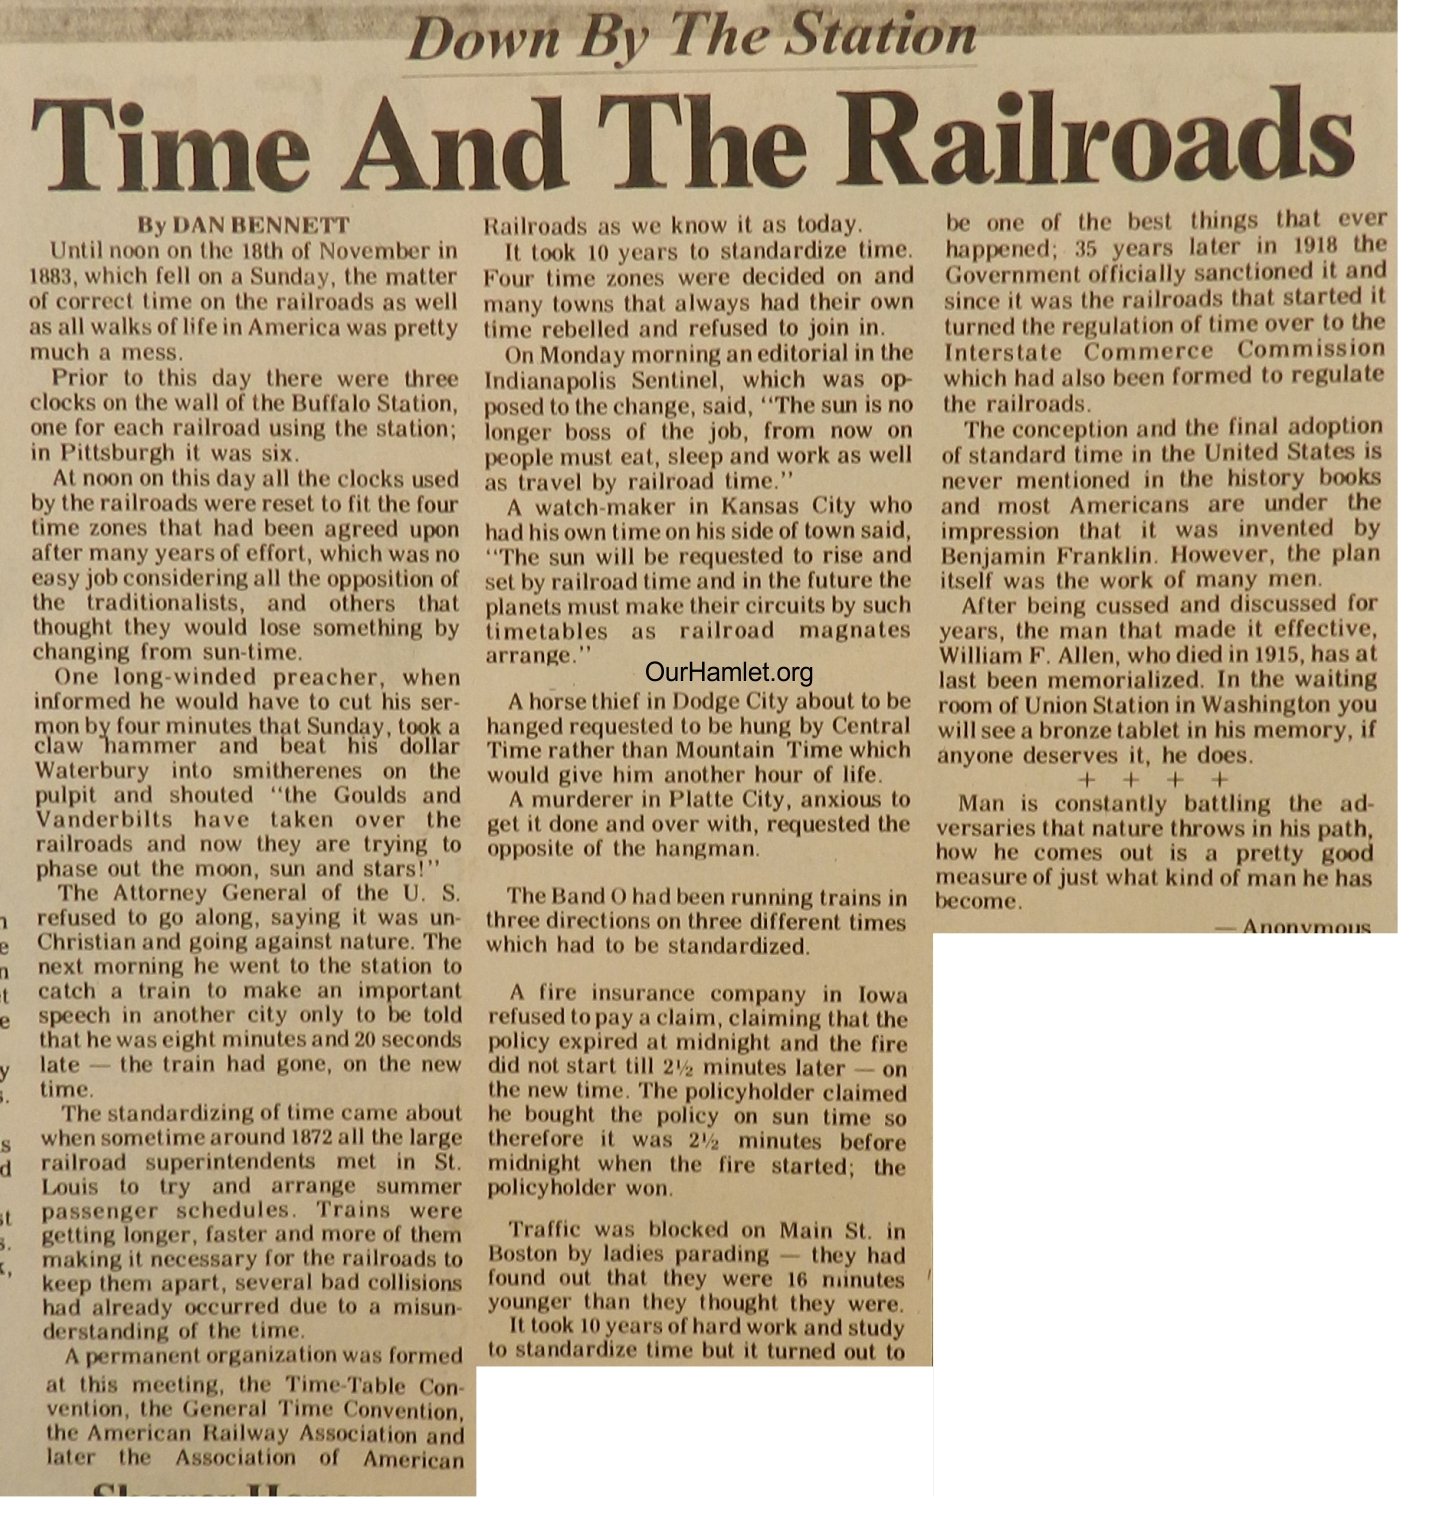 Down By The Station
Time And The Railroads
By DAN BENNETT
Until noon on the 18th of November in
1883, which fell on a Sunday, the matter
of correct time on the railroads as well
as all walks of life in America was pretty
much a mess.
Prior to this day there were three
clocks on the wall of the Buffalo Station,
one for each railroad using the station;
in Pittsburgh it was six.
At noon on this day all the clocks used
by the railroads were reset to fit the four
time zones that had been agreed upon
after many years of effort, which was no
easy job considering all the opposition of
the traditionalists, and others that
thought they would lose something by
changing from sun-time.
One long-winded preacher, when
informed he would have to cut his ser-
mon by four minutes that Sunday, took a
claw hammer and beat his dollar
Waterbury into smitherenes on the
pulpit and shouted "the Goulds and
Vanderbilts have taken over the
railroads and now they are trying to
phase out the moon, sun and stars!"
The Attorney General of the U. S.
refused to go along, saying it was un-
Christian and going against nature. The
next morning he went to the station to
catch a train to make an important
speech in another city only to be told
that he was eight minutes and 20 seconds
late — the train had gone, on the new
time.
The standardizing of time came about
when sometime around 1872 all the large
railroad superintendents met in St.
Louis to try and arrange summer
passenger schedules. Trains were
getting longer, faster and more of them
making it necessary for the railroads to
keep them apart, several bad collisions
had already occurred due to a misun-
derstanding of the time.
A permanent organization was formed
at this meeting, the Time-Table Con-
vention, the General Time Convention,
the American Railway Association and
later the Association of American
Railroads as we know it as today.
It took 10 years to standardize time.
Four time zones were decided on and
many towns that always had their own
time rebelled and refused to join in.
On Monday morning an editorial in the
Indianapolis Sentinel, which was op-
posed to the change, said, "The sun is no
longer boss of the job, from now on
people must eat, sleep and work as well
as travel by railroad time."
A watch-maker in Kansas City who
had his own time on his side of town said,
"The sun will be requested to rise and
set by railroad time and in the future the
planets must make their circuits by such
timetables as railroad magnates
arrange."
OurHamlet.org
A horse thief in Dodge City about to be
hanged requested to be hung by Central
Time rather than Mountain Time which
would give him another hour of life.
A murderer in Platte City, anxious to
get it done and over with, requested the
opposite of the hangman.
The Band O had been running trains in
three directions on three different times
which had to be standardized.
A fire insurance company in Iowa
refused to pay a claim, claiming that the
policy expired at midnight and the fire
did not start till 2½ minutes later — on
the new time. The policyholder claimed
he bought the policy on sun time so
therefore it was 2½ minutes before
midnight when the fire started; the
policyholder won.
Traffic was blocked on Main St. in
Boston by ladies parading — they had
found out that they were 16 minutes
younger than they thought they were.
It took 10 years of hard work and study
to standardize time but it turned out to
be one of the best things that ever
happened; 35 years later in 1918 the
Government officially sanctioned it and
since it was the railroads that started it
turned the regulation of time over to the
Interstate Commerce Commission
which had also been formed to regulate
the railroads.
The conception and the final adoption
of standard time in the United States is
never mentioned in the history books
and most Americans are under the
impression that it was invented by
Benjamin Franklin. However, the plan
itself was the work of many men.
After being cussed and discussed for
years, the man that made it effective,
William F. Allen, who died in 1915, has at
last been memorialized. In the waiting
room of Union Station in Washington you
will see a bronze tablet in his memory, if
anyone deserves it, he does.
+ + + +
Man is constantly battling the ad-
versaries that nature throws in his path,
how he comes out is a pretty good
measure of just what kind of man he has
become.
— Anonymous